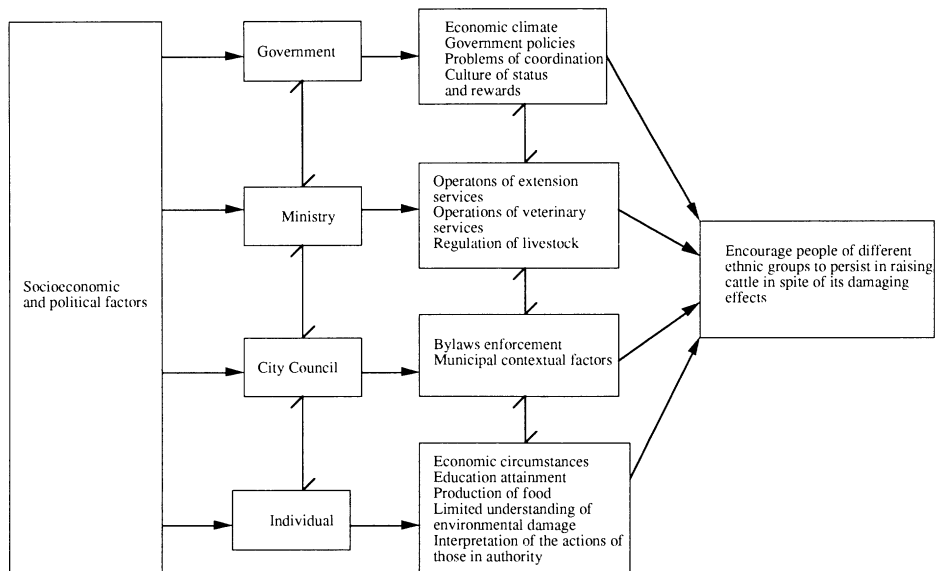 Socioeconomic
and political factors
Government
Ministry
City Council
Individual
Economic climate
Government policies
Problems of coordination
Culture of status
and rewards
Operatons of extension
services
Operations of veterinary
services
Regulation of livestock
Bylaws enforcement
Municipal contextual factors
Economic circumstances
Education attainment
Production of food
Limited understanding of
environmental damage
Interpretation of the actions of
those in authority
Encourage people of different
ethnic groups to persist in raising
cattle in spite of its damaging
effects